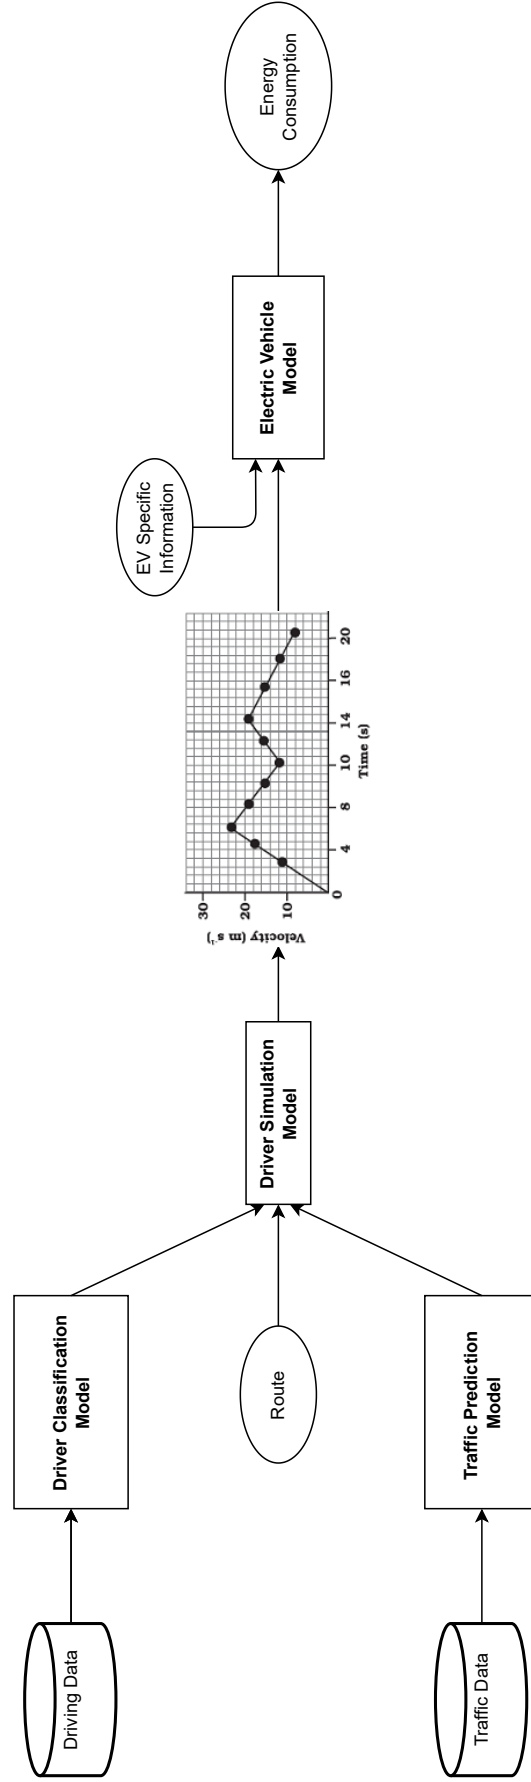 Driving Data
Driver Classification
Model
Route
Traffic Data
Traffic Prediction
Model
Driver Simulation
Model
Velocity (m s⁻¹)
30
20
10
0
4
8
10
14
16
20
Time (s)
EV Specific
Information
Electric Vehicle
Model
Energy
Consumption